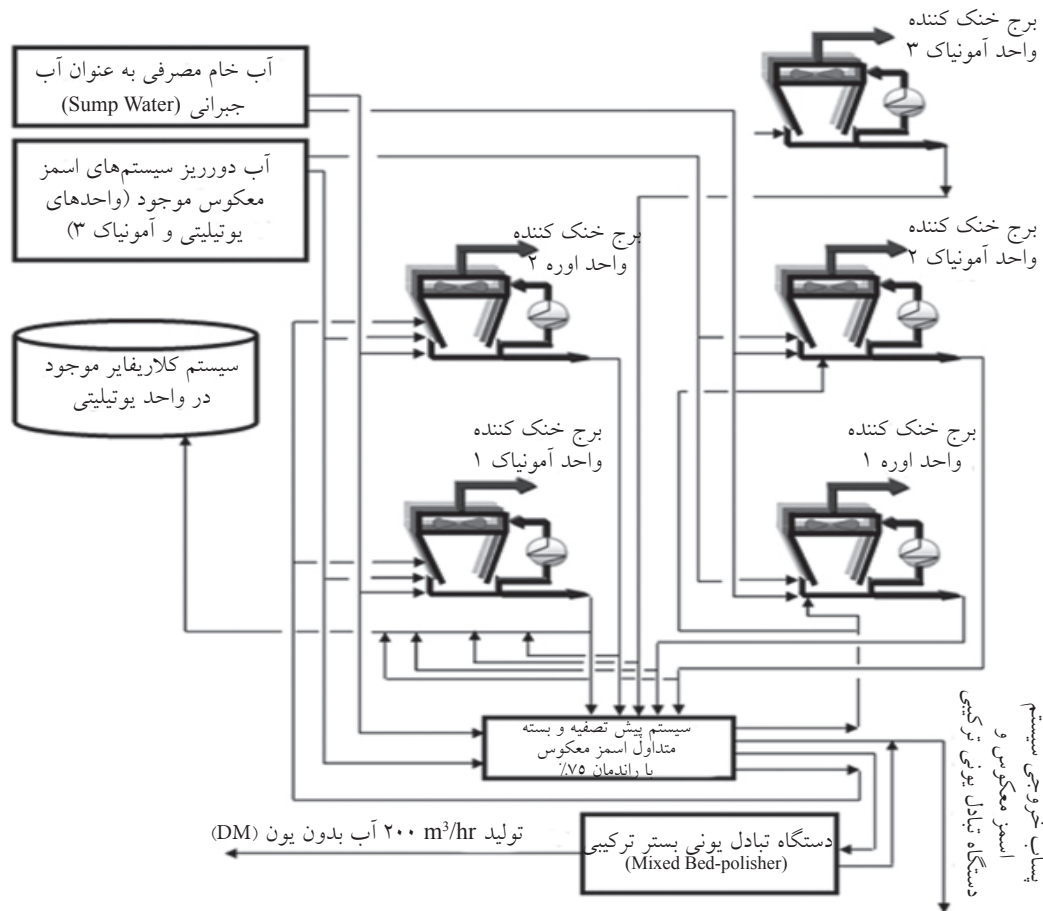 آب خام مصرفی به عنوان آب
جبرانی (Sump Water)
آب دورریز سیستم‌های اسمز
معکوس موجود (واحدهای
یوتیلیتی و آمونیاک ۳)
سیستم کلاریفایر موجود
در واحد یوتیلیتی
برج خنک کننده
واحد آمونیاک ۳
برج خنک کننده
واحد اوره ۲
برج خنک کننده
واحد آمونیاک ۲
برج خنک کننده
واحد آمونیاک ۱
برج خنک کننده
واحد اوره ۱
سیستم پیش تصفیه و بسته
متداول اسمز معکوس
با راندمان ۷۵٪
پساب خروجی سیستم
اسمز معکوس و
دستگاه تبادل یونی ترکیبی
دستگاه تبادل یونی بستر ترکیبی
(Mixed Bed-polisher)
تولید ۲۰۰ m³/hr آب بدون یون (DM)